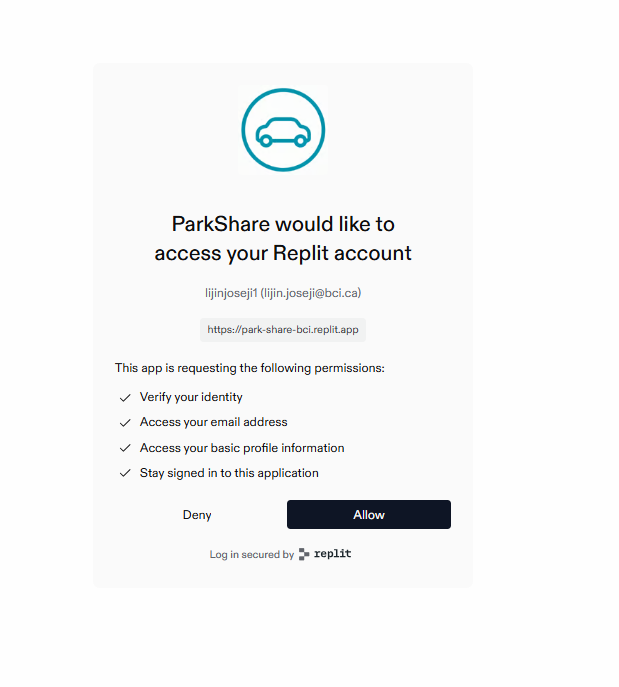 ParkShare would like to
access your Replit account
lijinjoseji1 (lijin.joseji@bci.ca)
https://park-share-bci.replit.app
This app is requesting the following permissions:
Verify your identity
Access your email address
Access your basic profile information
Stay signed in to this application
Deny
Allow
Log in secured by replit